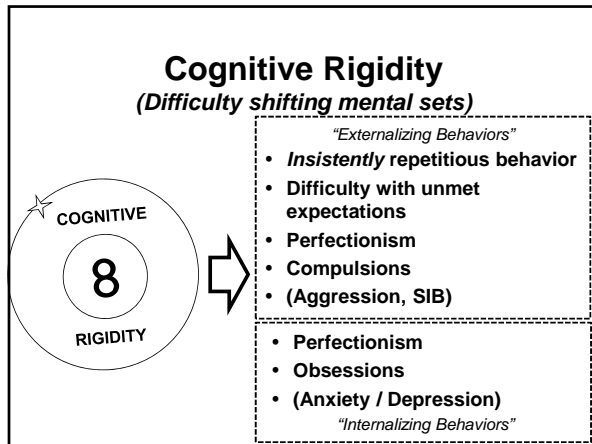 Cognitive Rigidity
(Difficulty shifting mental sets)
COGNITIVE
8
RIGIDITY
"Externalizing Behaviors"
• Insistently repetitious behavior
• Difficulty with unmet
expectations
• Perfectionism
• Compulsions
• (Aggression, SIB)
• Perfectionism
• Obsessions
• (Anxiety / Depression)
"Internalizing Behaviors"